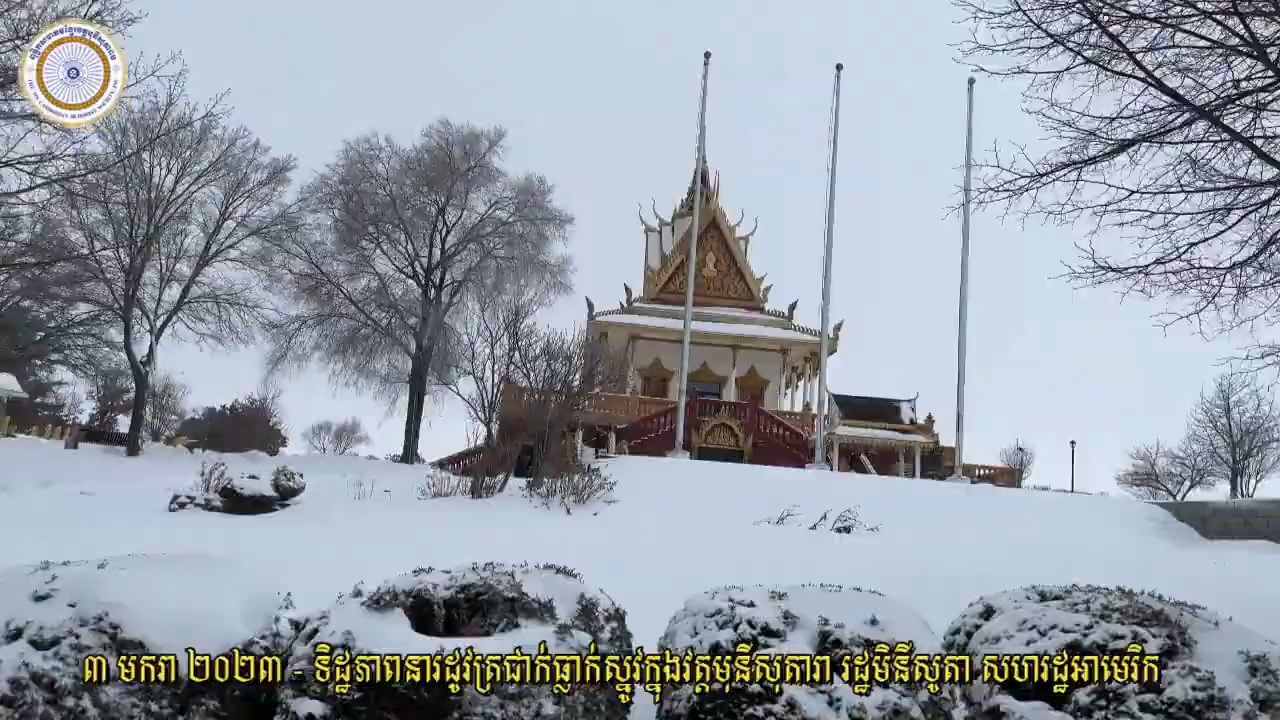 ៣ មករា ២០២៣ - ទិដ្ឋភាពនារដូវត្រជាក់ធ្លាក់ស្នូវក្នុងវត្តមុនីសុតារា រដ្ឋមិនីសូតា សហរដ្ឋអាមេរិក